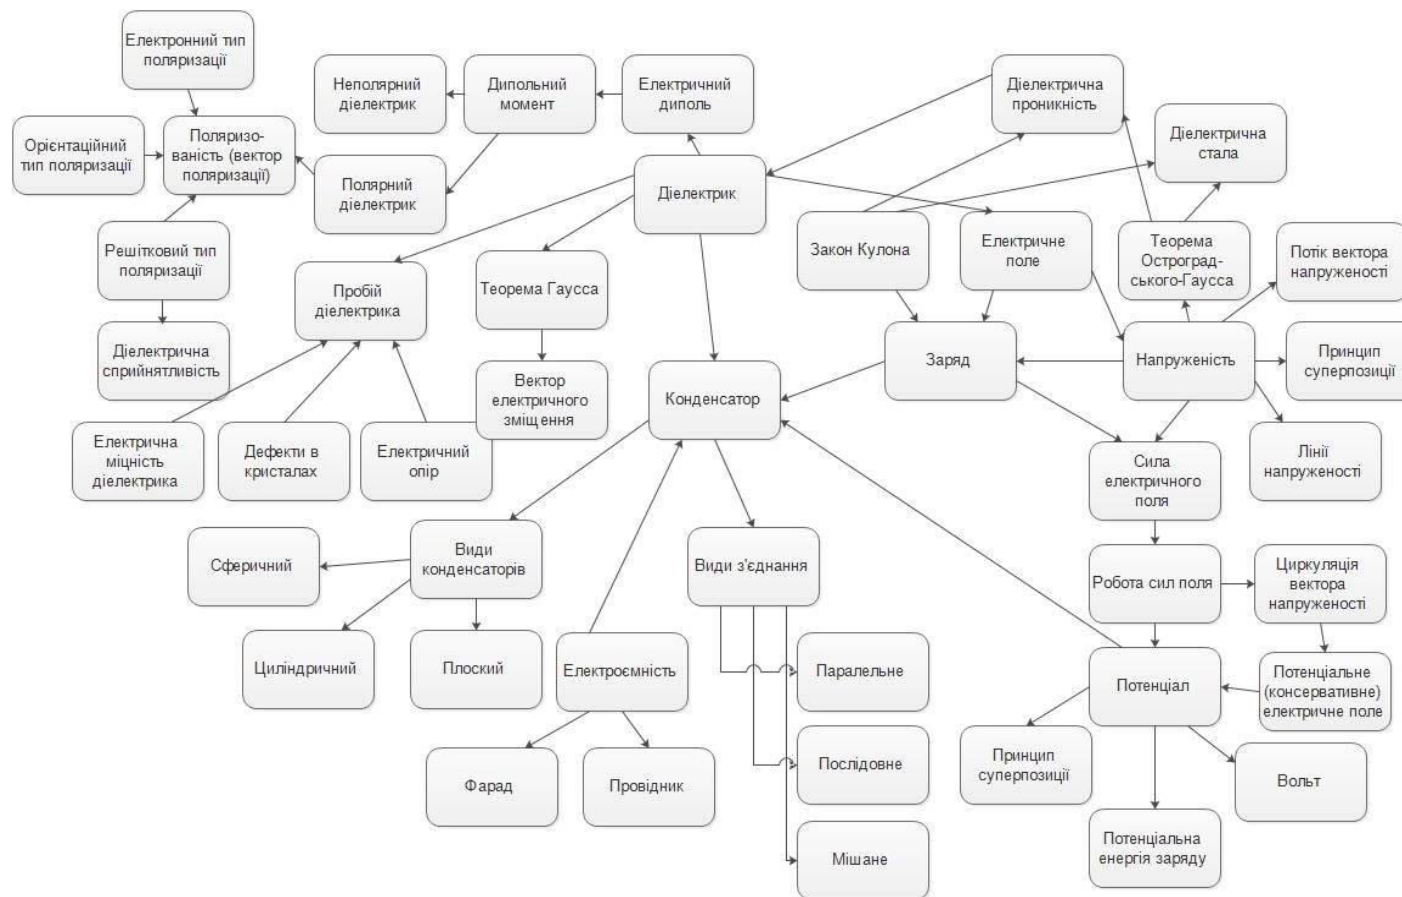 Електронний тип
поляризації
Неполярний
діелектрик
Дипольний
момент
Електричний
диполь
Діелектрична
проникність
Орієнтаційний
тип поляризації
Поляризо-
ваність (вектор
поляризації)
Полярний
діелектрик
Діелектрик
Діелектрична
стала
Решітковий тип
поляризації
Пробій
діелектрика
Теорема Гаусса
Закон Кулона
Електричне
поле
Теорема
Остроград-
ського-Гаусса
Потік вектора
напруженості
Діелектрична
сприйнятливість
Вектор
електричного
зміщення
Конденсатор
Заряд
Напруженість
Принцип
суперпозиції
Електрична
міцність
діелектрика
Дефекти в
кристалах
Електричний
опір
Сила
електричного
поля
Лінії
напруженості
Сферичний
Види
конденсаторів
Види з'єднання
Робота сил поля
Циркуляція
вектора
напруженості
Циліндричний
Плоский
Електроємність
Паралельне
Потенціал
Потенціальне
(консервативне)
електричне поле
Фарад
Провідник
Послідовне
Принцип
суперпозиції
Вольт
Мішане
Потенціальна
енергія заряду